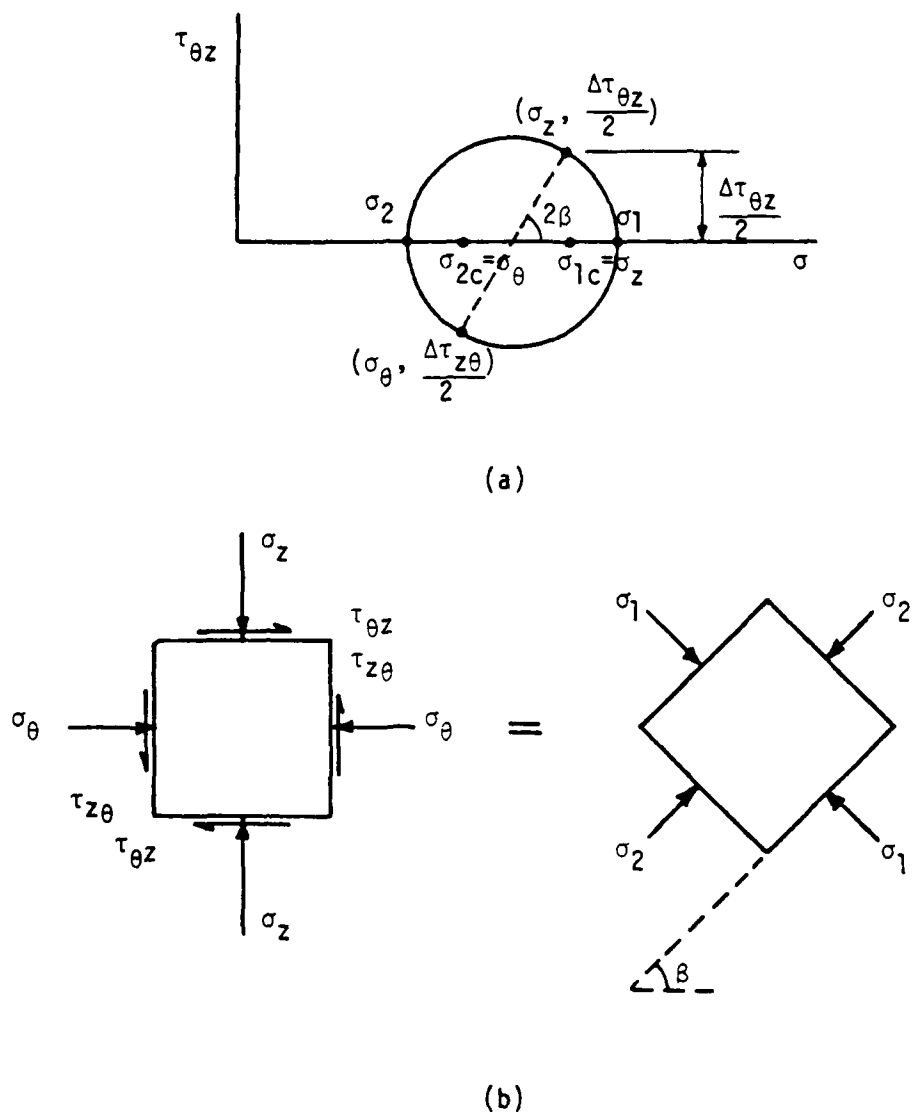 τθz
(σz, Δτθz/2)
Δτθz/2
σ2
2β
σ1
σ2c=σθ
σ1c=σz
σ
(σθ, Δτzθ/2)
(a)
σz
τθz
τzθ
σθ
σθ
=
τzθ
τθz
σz
σ1
σ2
σ2
σ1
β
(b)